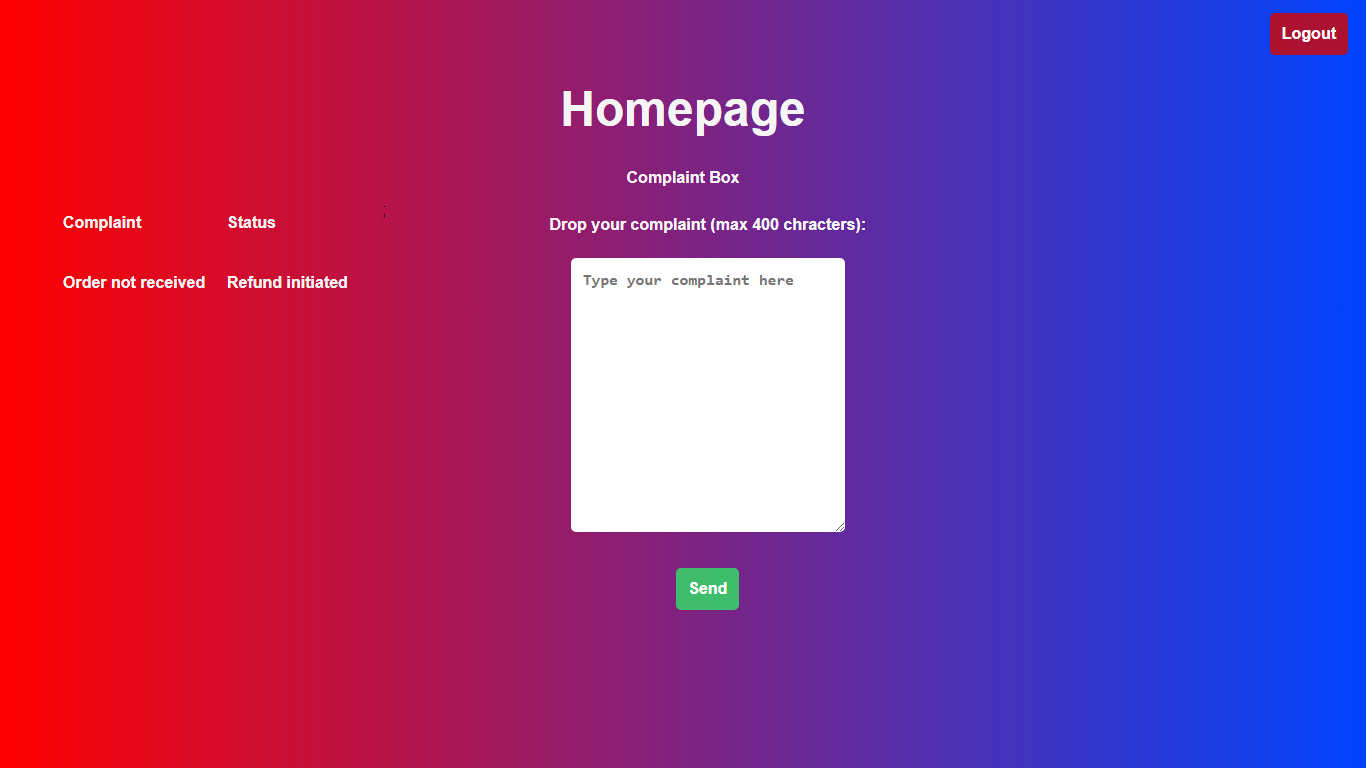 Logout
Homepage
Complaint Box
Complaint Status ;
Drop your complaint (max 400 chracters):
Order not received Refund initiated
Type your complaint here
Send